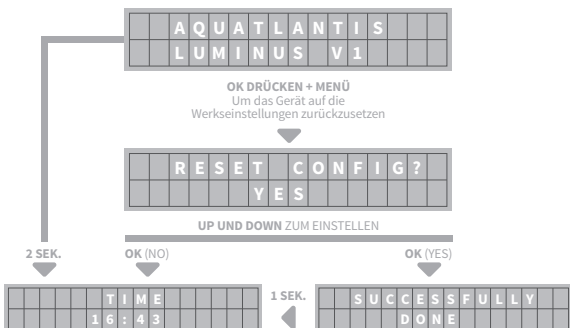 AQUATLANTIS
LUMINUS V1
OK DRÜCKEN + MENÜ
Um das Gerät auf die
Werkseinstellungen zurückzusetzen
RESET CONFIG?
YES
UP UND DOWN ZUM EINSTELLEN
2 SEK.
OK (NO)
OK (YES)
TIME
16:43
1 SEK.
SUCCESSFULLY
DONE